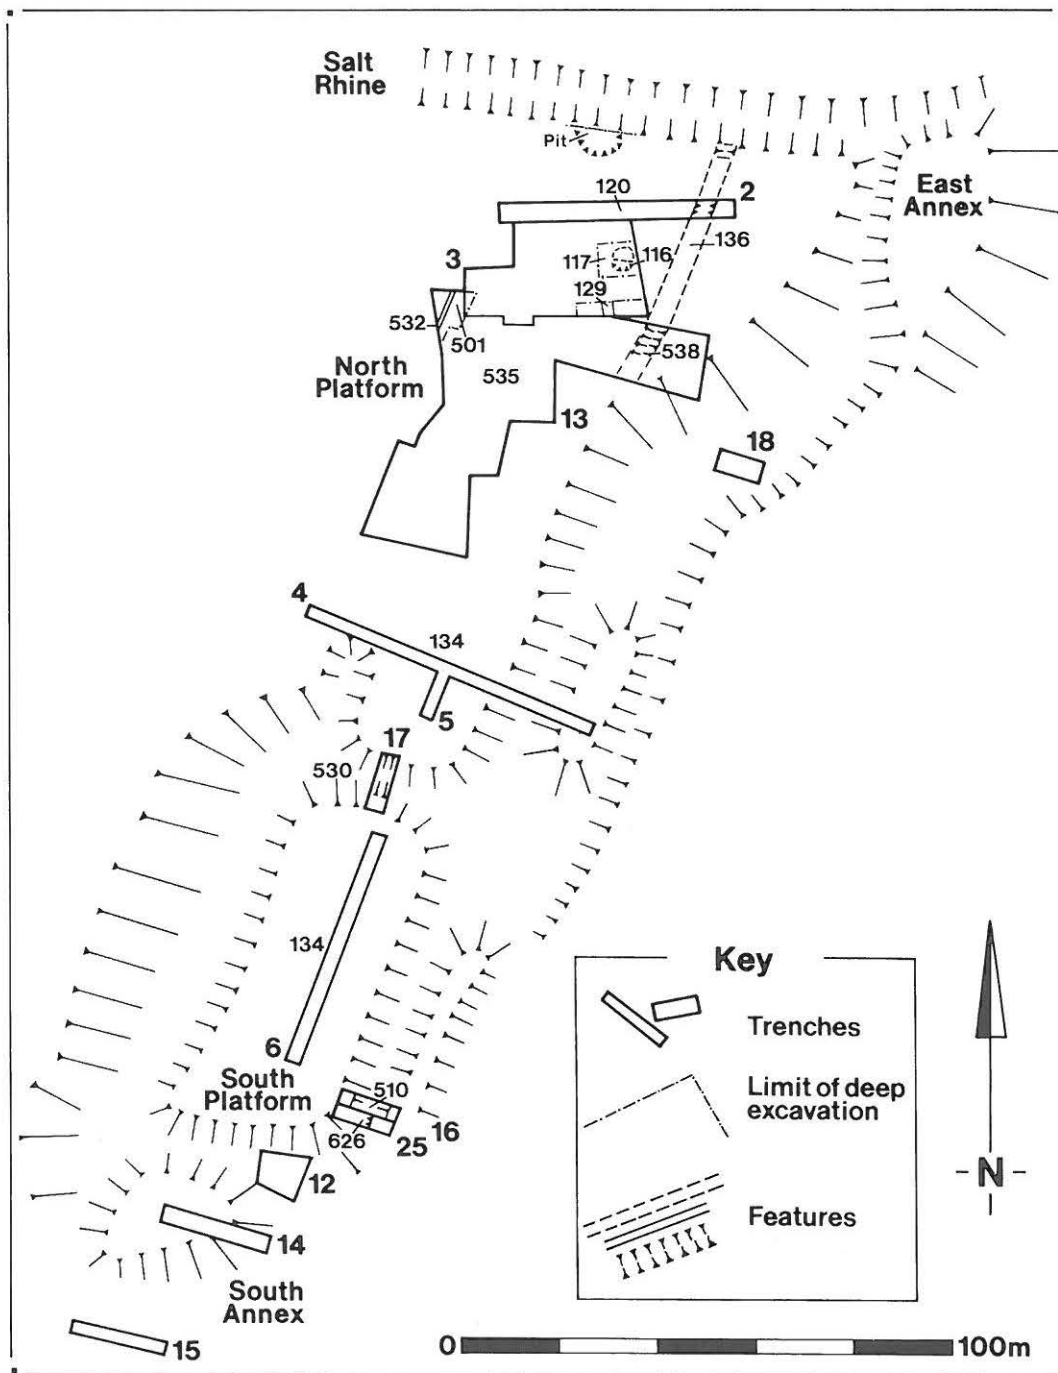 Salt
Rhine
Pit
East
Annex
120
2
136
3
117
116
129
532
501
538
North
Platform
535
13
18
4
134
5
17
530
134
6
South
Platform
510
626
25
16
12
14
South
Annex
15
Key
Trenches
Limit of deep
excavation
Features
N
0
100m